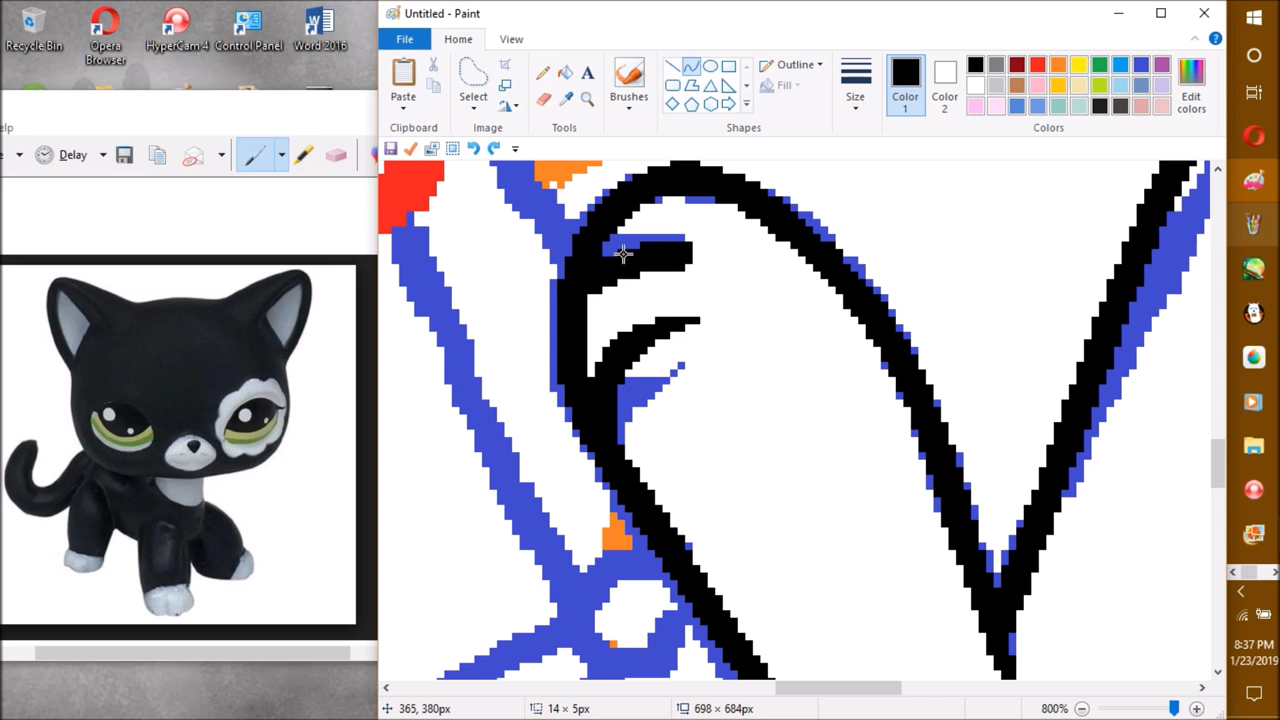 Recycle Bin
Opera
Browser
HyperCam 4
Control Panel
Word 2016
elp
Delay
Untitled - Paint
File
Home
View
Paste
Clipboard
Select
Image
Tools
Brushes
Outline
Fill
Shapes
Size
Color
1
Color
2
Edit
colors
Colors
365, 380px
14 × 5px
698 × 684px
800%
8:37 PM
1/23/2019